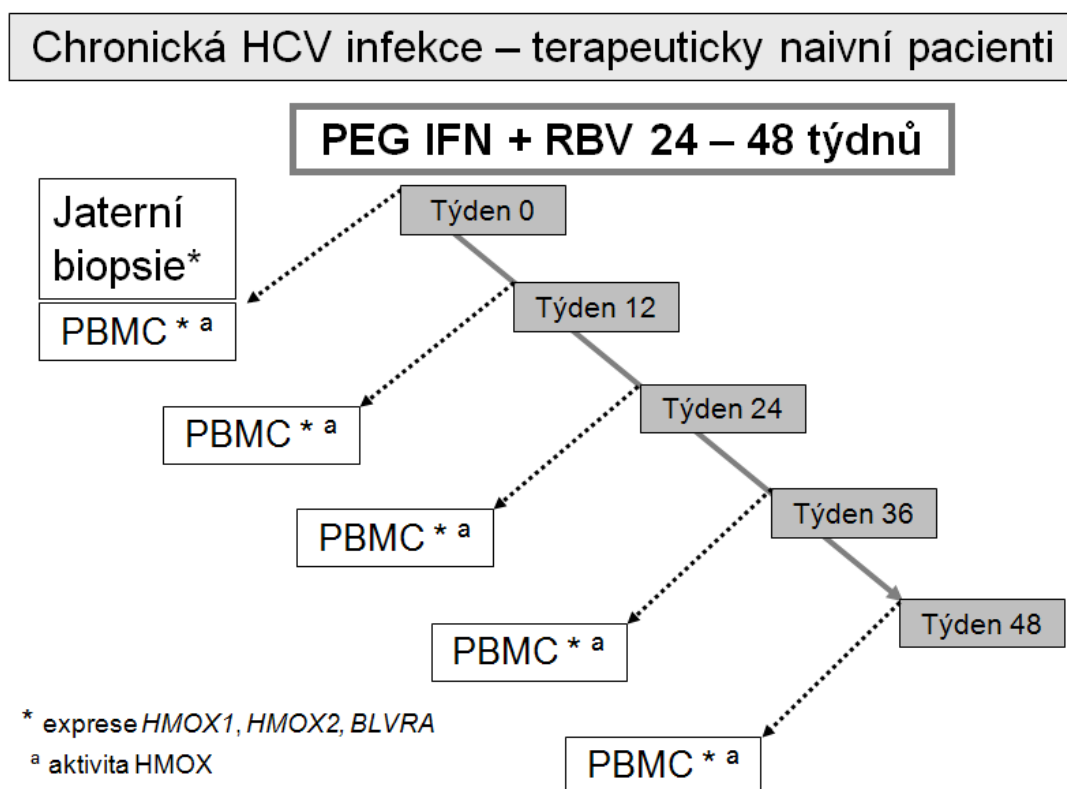 Chronická HCV infekce – terapeuticky naivní pacienti
PEG IFN + RBV 24 – 48 týdnů
Jaterní
biopsie*
PBMC * a
Týden 0
Týden 12
PBMC * a
Týden 24
PBMC * a
Týden 36
PBMC * a
Týden 48
PBMC * a
* exprese HMOX1, HMOX2, BLVRA
a aktivita HMOX